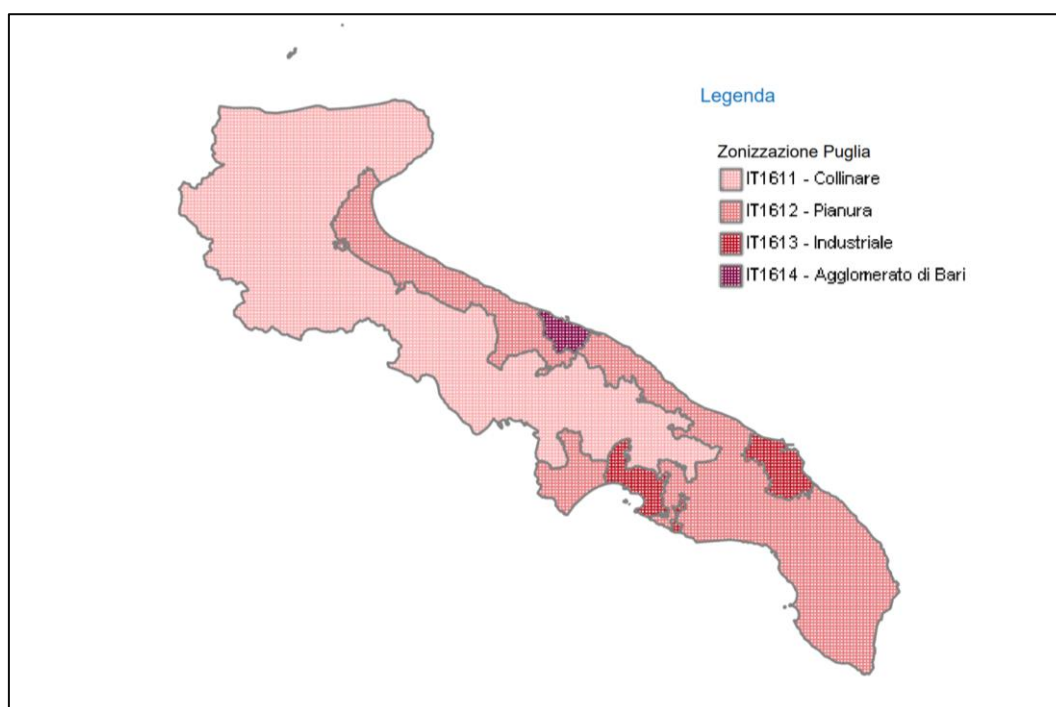 Legenda
Zonizzazione Puglia
IT1611 - Collinare
IT1612 - Pianura
IT1613 - Industriale
IT1614 - Agglomerato di Bari